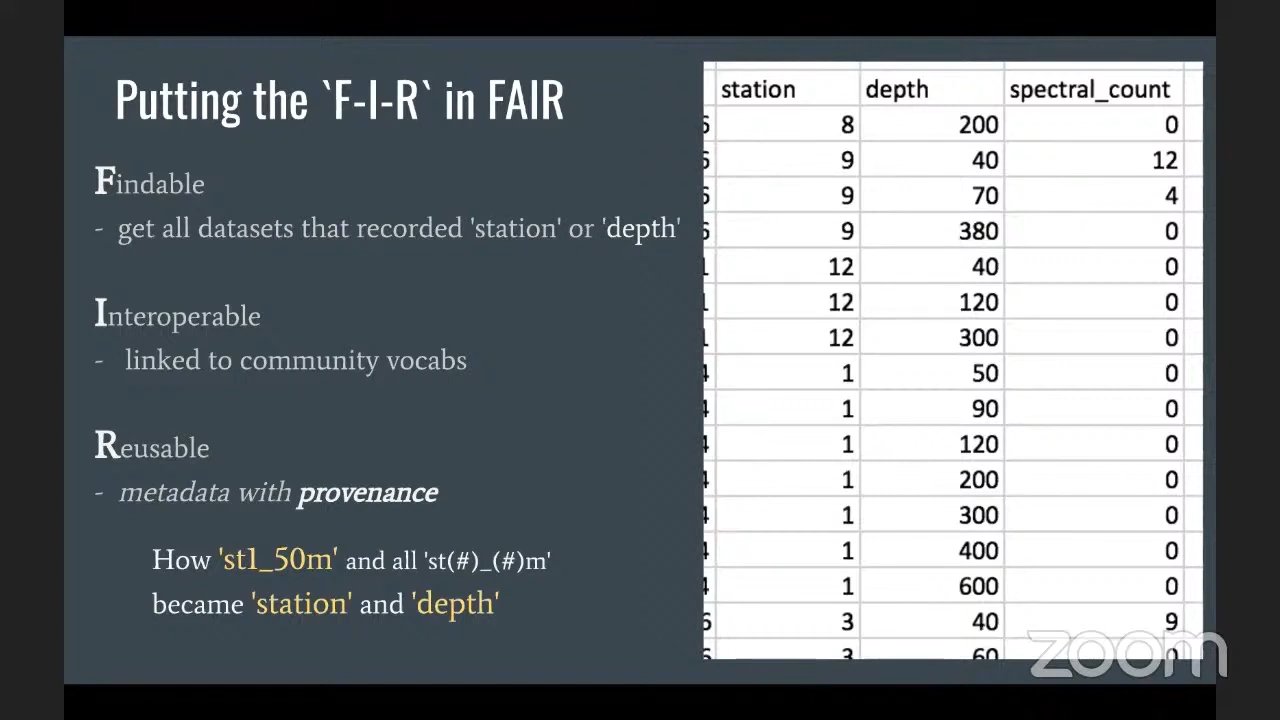 Putting the `F-I-R` in FAIR
Findable
- get all datasets that recorded 'station' or 'depth'
Interoperable
- linked to community vocabs
Reusable
- metadata with provenance
How 'st1_50m' and all 'st(#)_(#)m'
became 'station' and 'depth'
station depth spectral_count
8 200 0
9 40 12
9 70 4
9 380 0
12 40 0
12 120 0
12 300 0
1 50 0
1 90 0
1 120 0
1 200 0
1 300 0
1 400 0
1 600 0
3 40 9
3 60 0
zoom